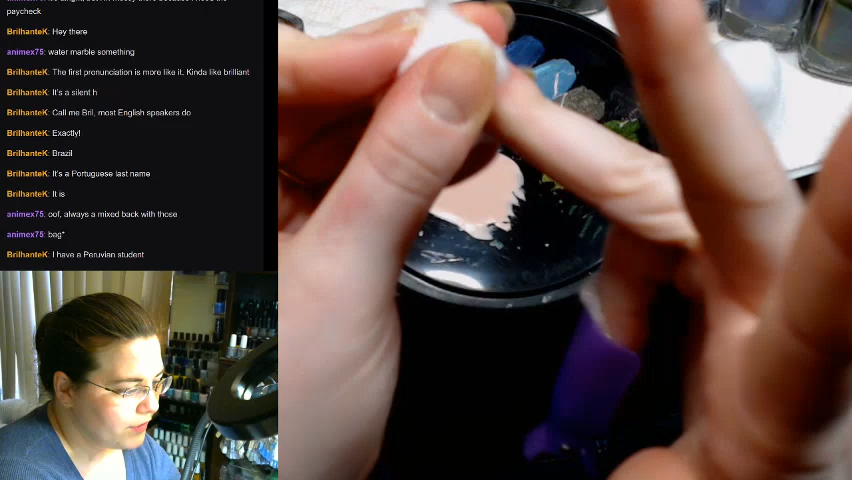 paycheck
BrilhanteK: Hey there
animex75: water marble something
BrilhanteK: The first pronunciation is more like it. Kinda like brilliant
BrilhanteK: It's a silent h
BrilhanteK: Call me Bril, most English speakers do
BrilhanteK: Exactly!
BrilhanteK: Brazil
BrilhanteK: It's a Portuguese last name
BrilhanteK: It is
animex75: oof, always a mixed back with those
animex75: bag*
BrilhanteK: I have a Peruvian student